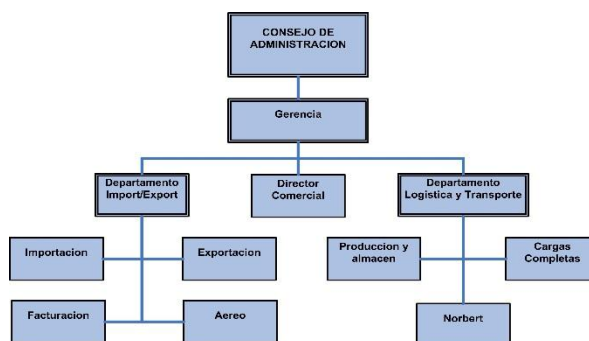 CONSEJO DE
ADMINISTRACION
Gerencia
Departamento
Import/Export
Director
Comercial
Departamento
Logistica y Transporte
Importacion
Exportacion
Produccion y
almacen
Cargas
Completas
Facturacion
Aereo
Norbert